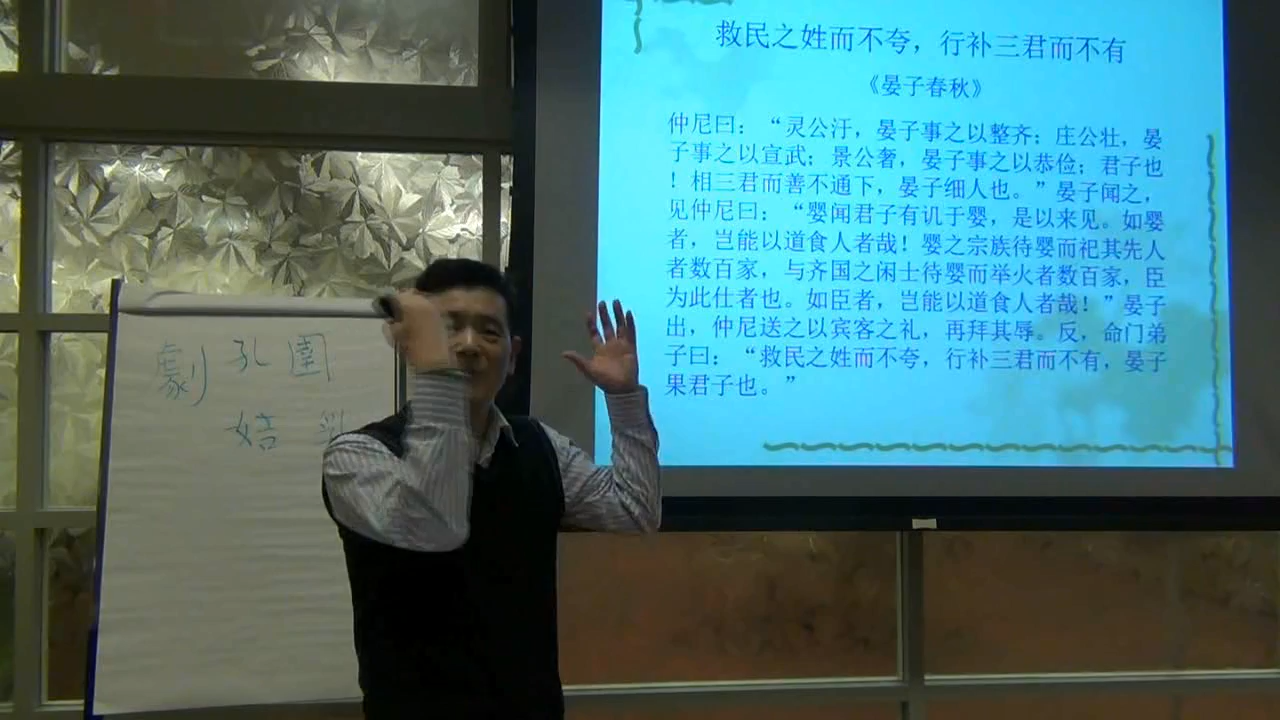 救民之姓而不夸，行补三君而不有
《晏子春秋》
仲尼曰：“灵公汙，晏子事之以整齐；庄公壮，晏
子事之以宣武；景公奢，晏子事之以恭俭；君子也
！相三君而善不通下，晏子细人也。”晏子闻之，
见仲尼曰：“婴闻君子有讥于婴，是以来见。如婴
者，岂能以道食人者哉！婴之宗族待婴而祀其先人
者数百家，与齐国之闲士待婴而举火者数百家，臣
为此仕者也。如臣者，岂能以道食人者哉！”晏子
出，仲尼送之以宾客之礼，再拜其辱。反，命门弟
子曰：“救民之姓而不夸，行补三君而不有，晏子
果君子也。”
劇 孔 圉
姞